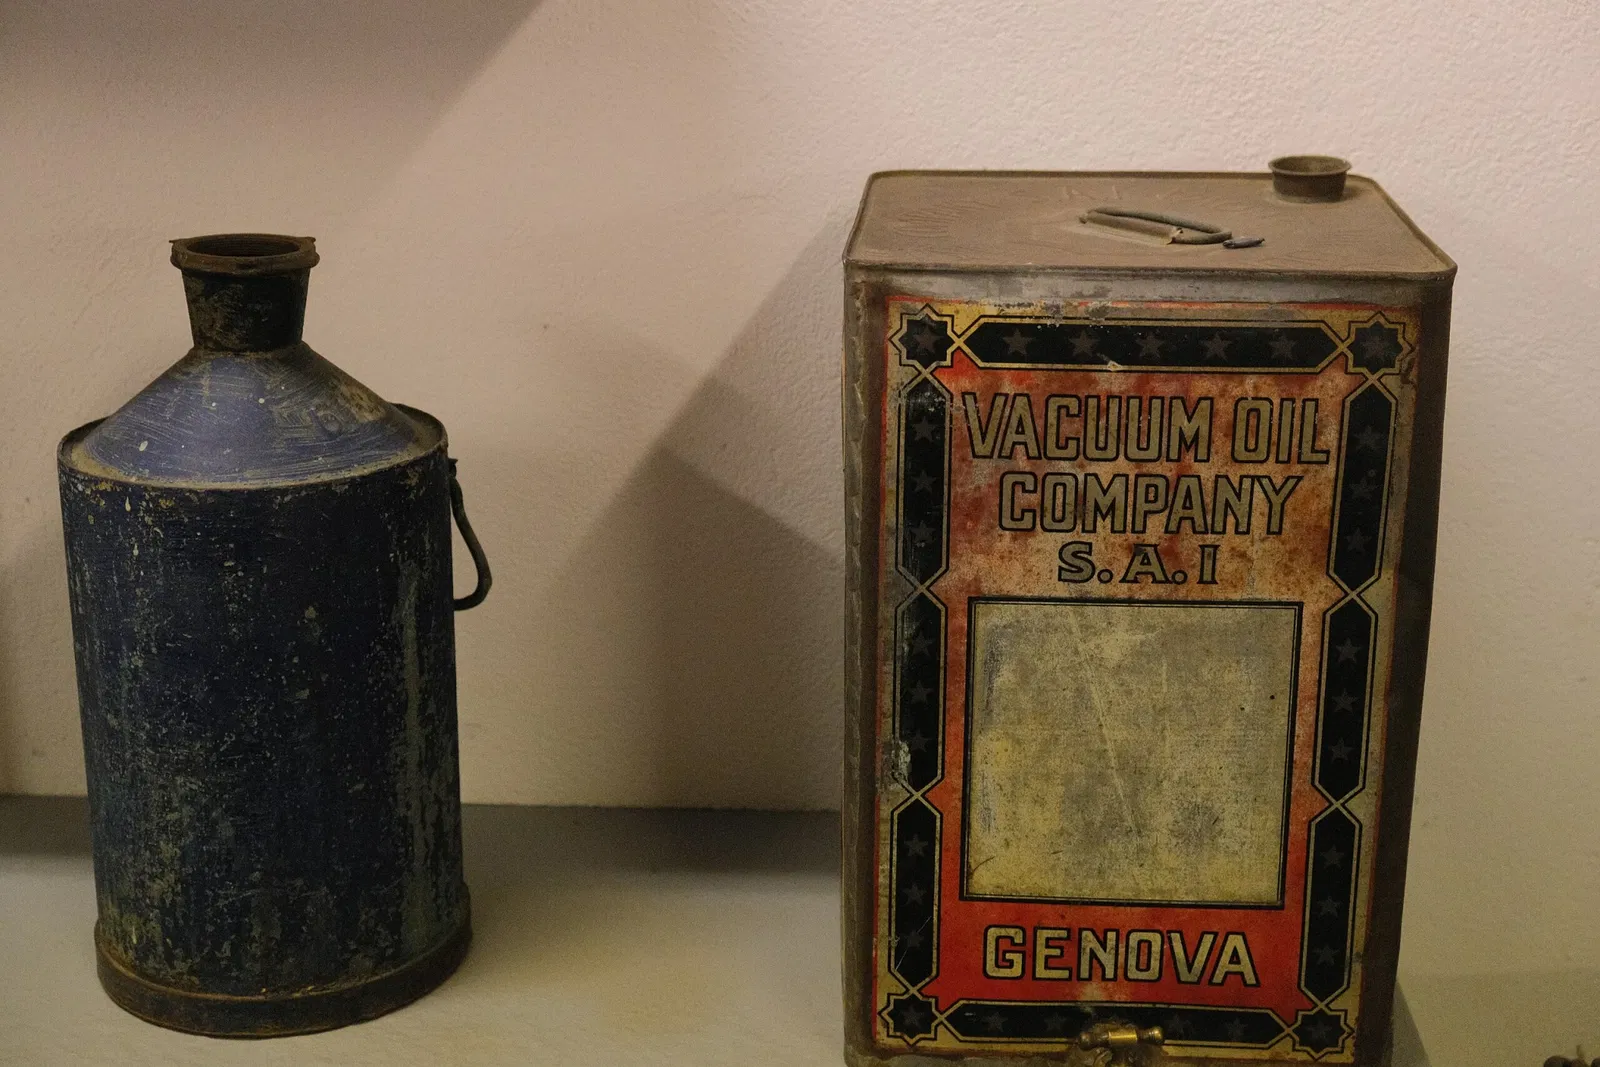 VACUUM OIL
COMPANY
S.A.I
GENOVA